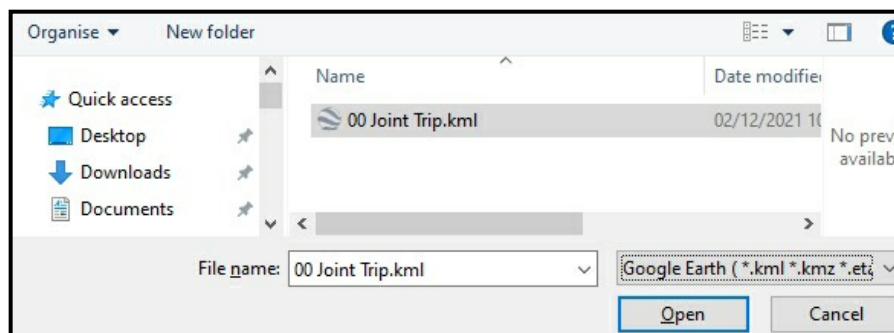 Organise New folder
Name Date modifie
Quick access
00 Joint Trip.kml 02/12/2021 10
Desktop
No prev
availab
Downloads
Documents
File name: 00 Joint Trip.kml Google Earth ( *.kml *.kmz *.eta
Open Cancel